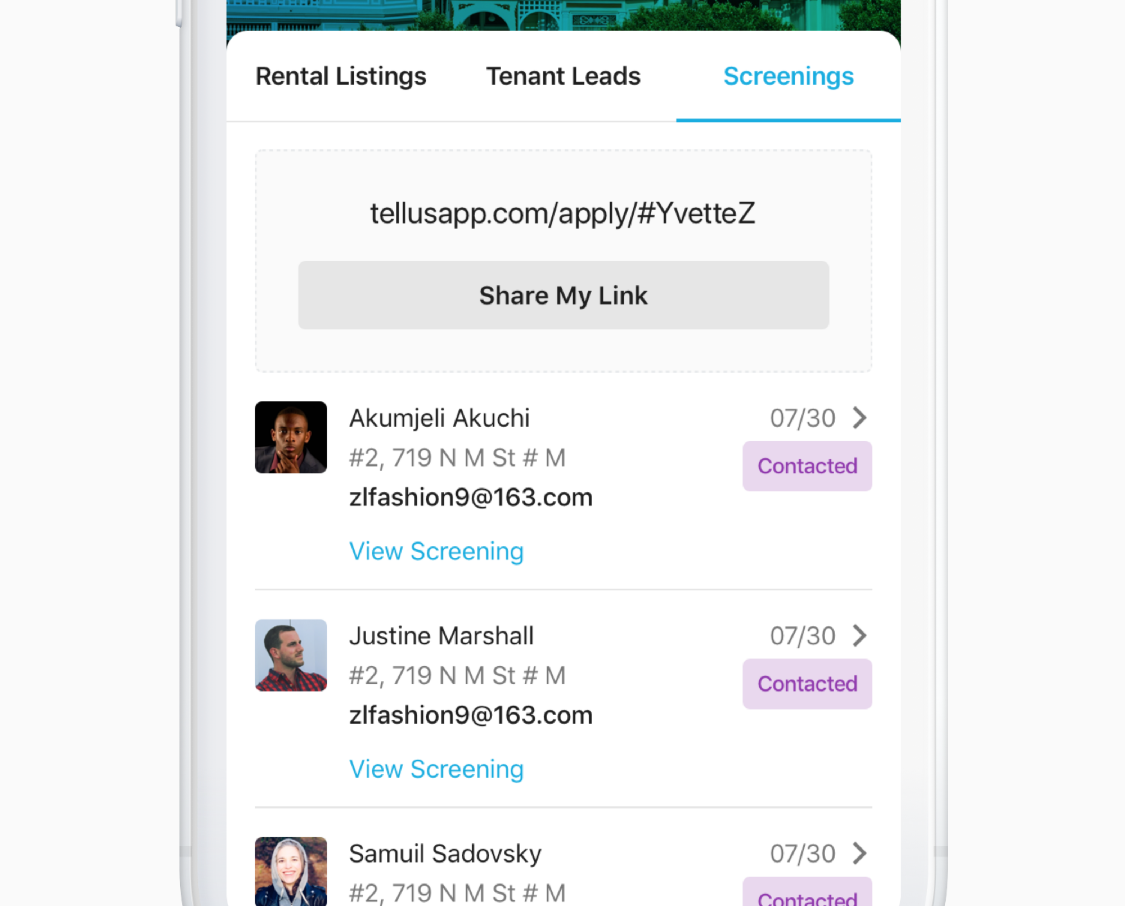 Rental Listings Tenant Leads Screenings
tellusapp.com/apply/#YvetteZ
Share My Link
Akumjeli Akuchi 07/30
#2, 719 N M St # M Contacted
zlfashion9@163.com
View Screening
Justine Marshall 07/30
#2, 719 N M St # M Contacted
zlfashion9@163.com
View Screening
Samuil Sadovsky 07/30
#2, 719 N M St # M Contacted